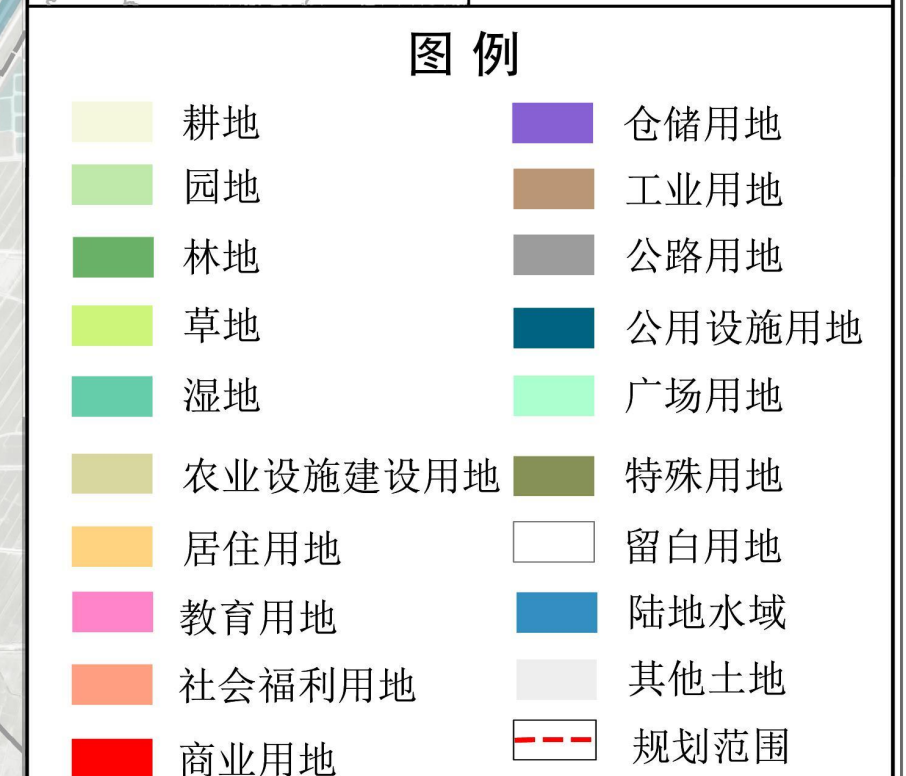 图 例
耕地
园地
林地
草地
湿地
农业设施建设用地
居住用地
教育用地
社会福利用地
商业用地
仓储用地
工业用地
公路用地
公用设施用地
广场用地
特殊用地
留白用地
陆地水域
其他土地
规划范围